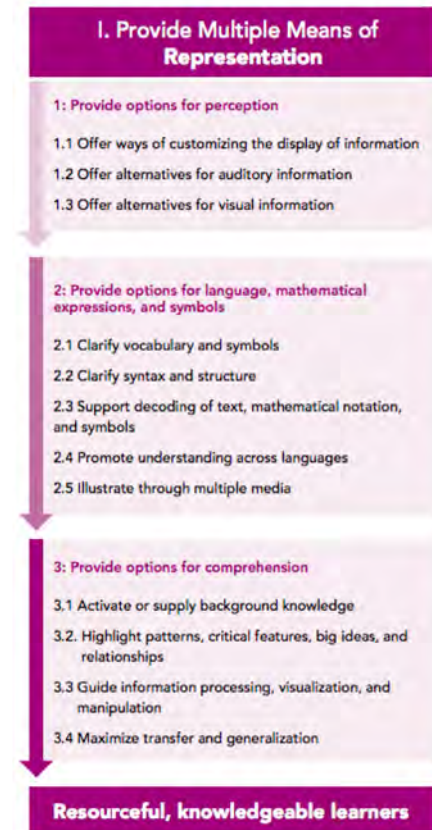 I. Provide Multiple Means of
Representation
1: Provide options for perception
1.1 Offer ways of customizing the display of information
1.2 Offer alternatives for auditory information
1.3 Offer alternatives for visual information
2: Provide options for language, mathematical
expressions, and symbols
2.1 Clarify vocabulary and symbols
2.2 Clarify syntax and structure
2.3 Support decoding of text, mathematical notation,
and symbols
2.4 Promote understanding across languages
2.5 Illustrate through multiple media
3: Provide options for comprehension
3.1 Activate or supply background knowledge
3.2. Highlight patterns, critical features, big ideas, and
relationships
3.3 Guide information processing, visualization, and
manipulation
3.4 Maximize transfer and generalization
Resourceful, knowledgeable learners